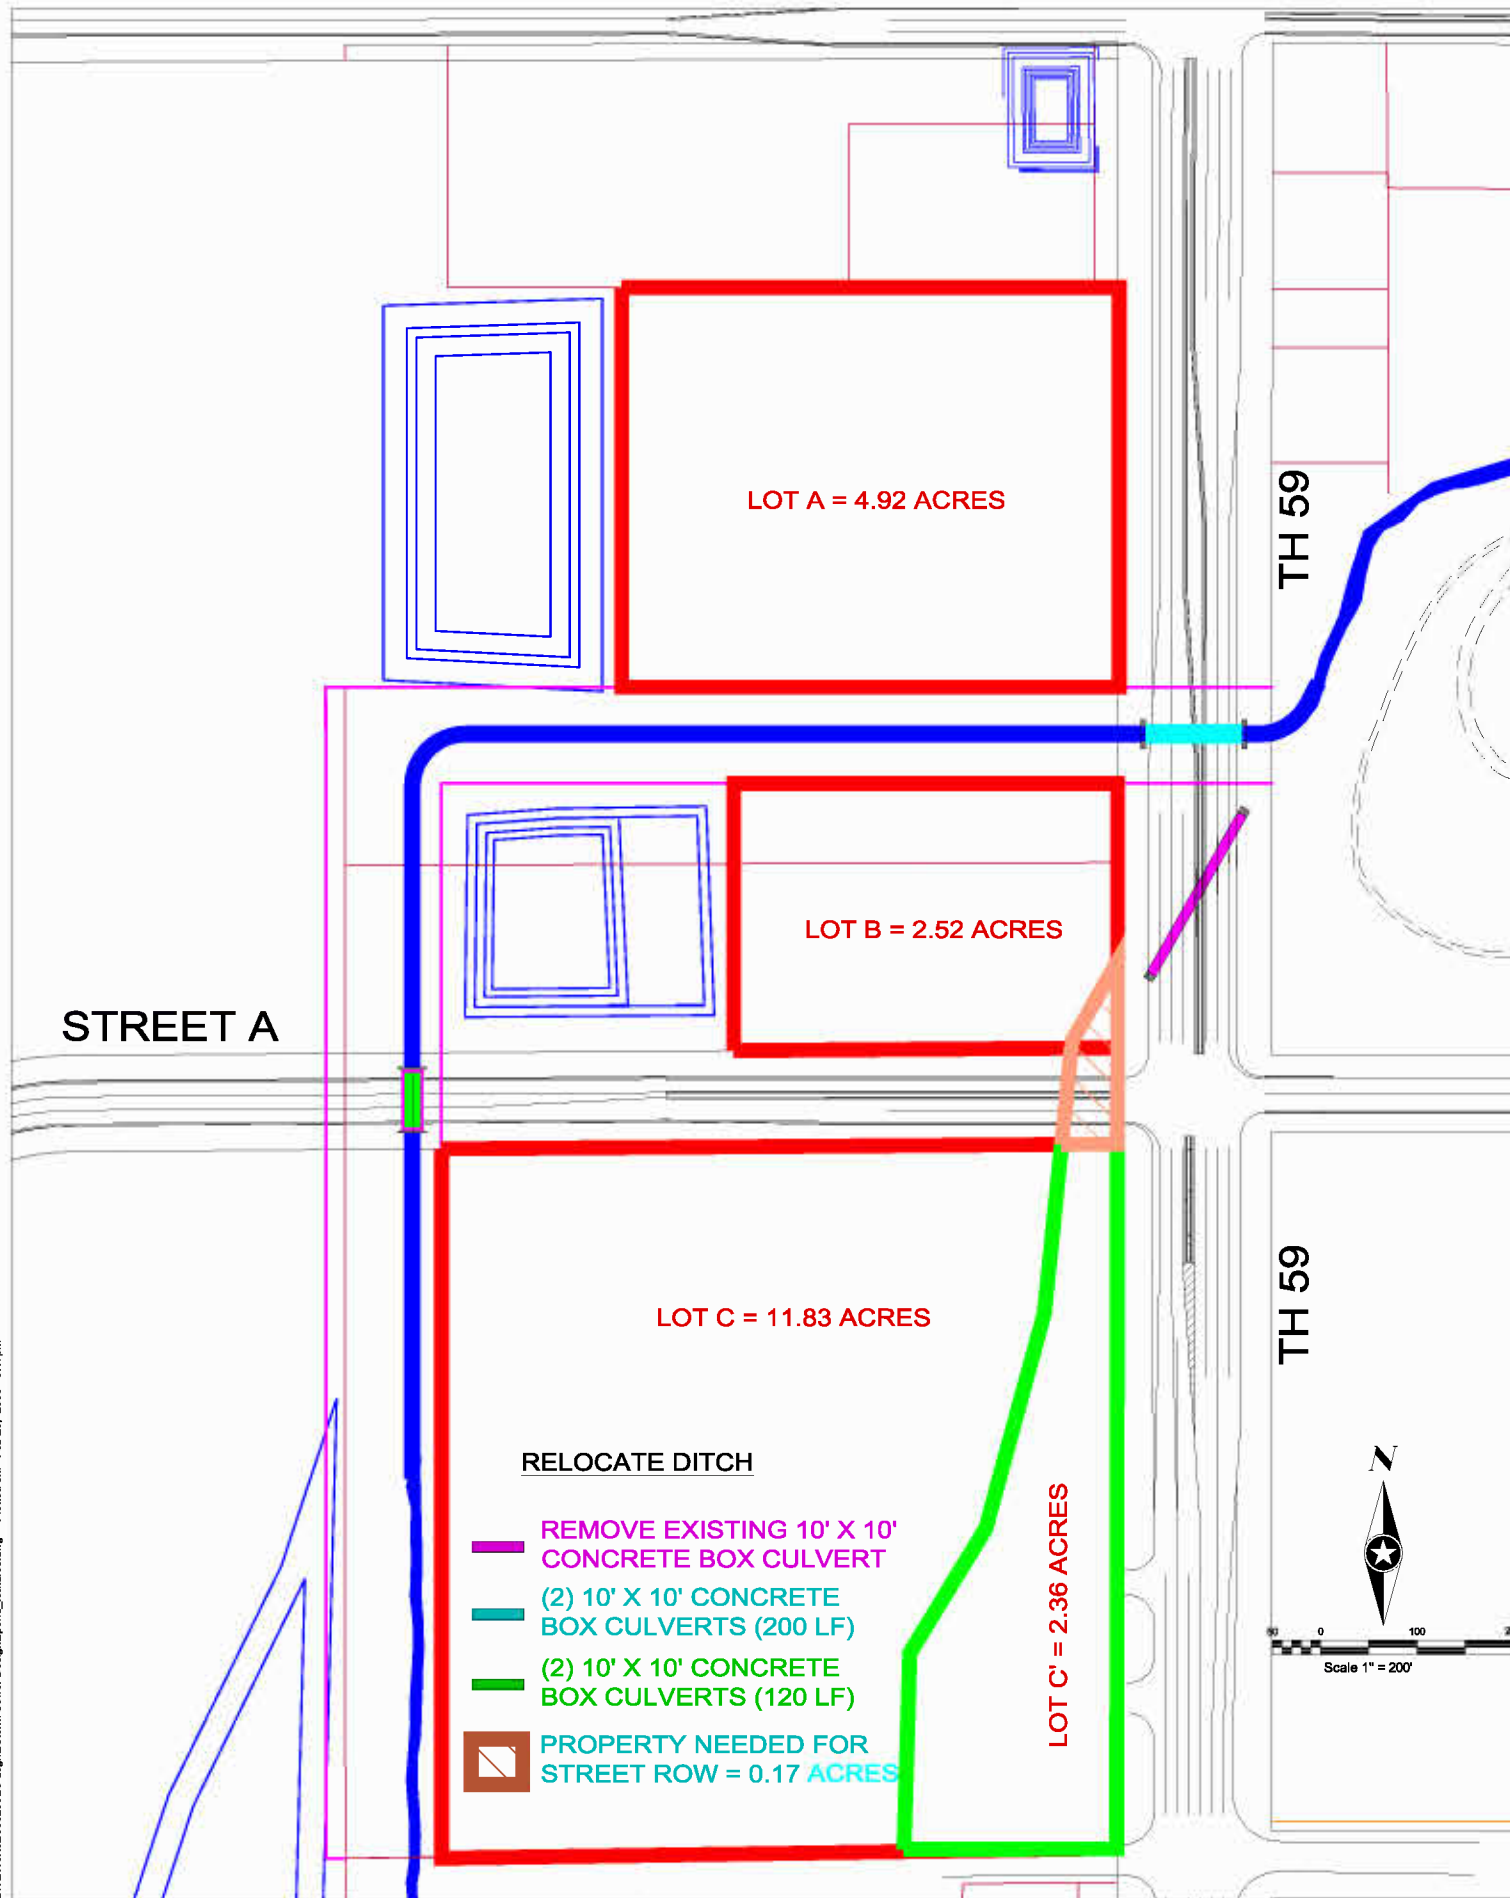 LOT A = 4.92 ACRES
TH 59
LOT B = 2.52 ACRES
STREET A
LOT C = 11.83 ACRES
TH 59
RELOCATE DITCH
REMOVE EXISTING 10' X 10'
CONCRETE BOX CULVERT
(2) 10' X 10' CONCRETE
BOX CULVERTS (200 LF)
(2) 10' X 10' CONCRETE
BOX CULVERTS (120 LF)
PROPERTY NEEDED FOR
STREET ROW = 0.17 ACRES
LOT C' = 2.36 ACRES
N
0 100
Scale 1" = 200'